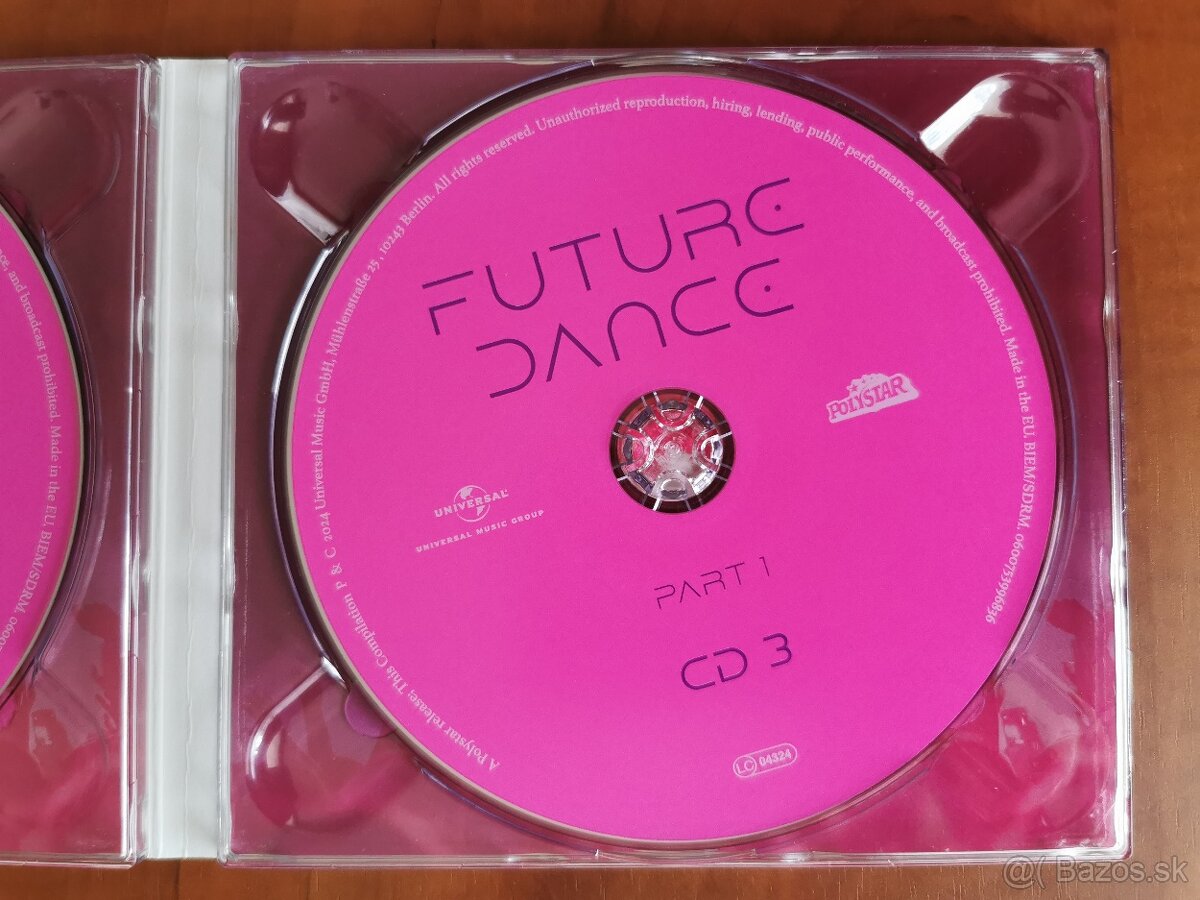 FUTURE
DANCE
POLYSTAR
UNIVERSAL
UNIVERSAL MUSIC GROUP
PART 1
CD 3
LC 04324
A Polystar release; This Compilation P & C 2024 Universal Music GmbH, Mühlenstraße 25, 10243 Berlin. All rights reserved. Unauthorized reproduction, hiring, lending, public performance, and broadcast prohibited. Made in the EU. BIEM/SDRM. 0600753996836
and broadcast prohibited. Made in the EU. BIEM/SDRM.
@( Bazos.sk